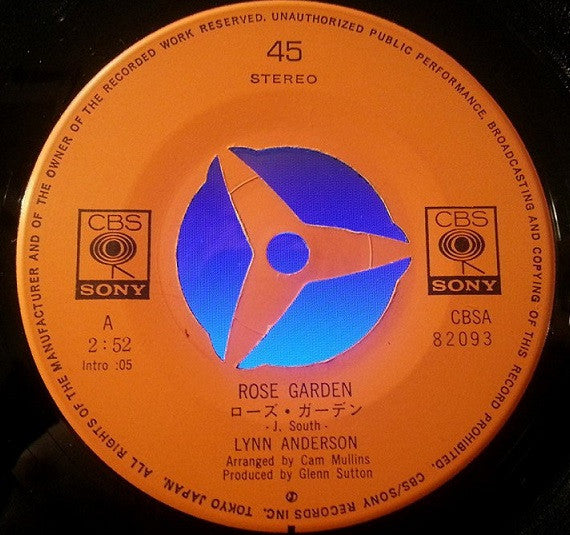 ALL RIGHTS OF THE MANUFACTURER AND OF THE OWNER OF THE RECORDED WORK RESERVED. UNAUTHORIZED PUBLIC PERFORMANCE, BROADCASTING AND COPYING OF THIS RECORD PROHIBITED. CBS/SONY RECORDS INC. TOKYO JAPAN.
45
STEREO
CBS
SONY
CBS
SONY
A
2:52
Intro :05
CBSA
82093
ROSE GARDEN
ローズ・ガーデン
- J. South -
LYNN ANDERSON
Arranged by Cam Mullins
Produced by Glenn Sutton
Ⓟ